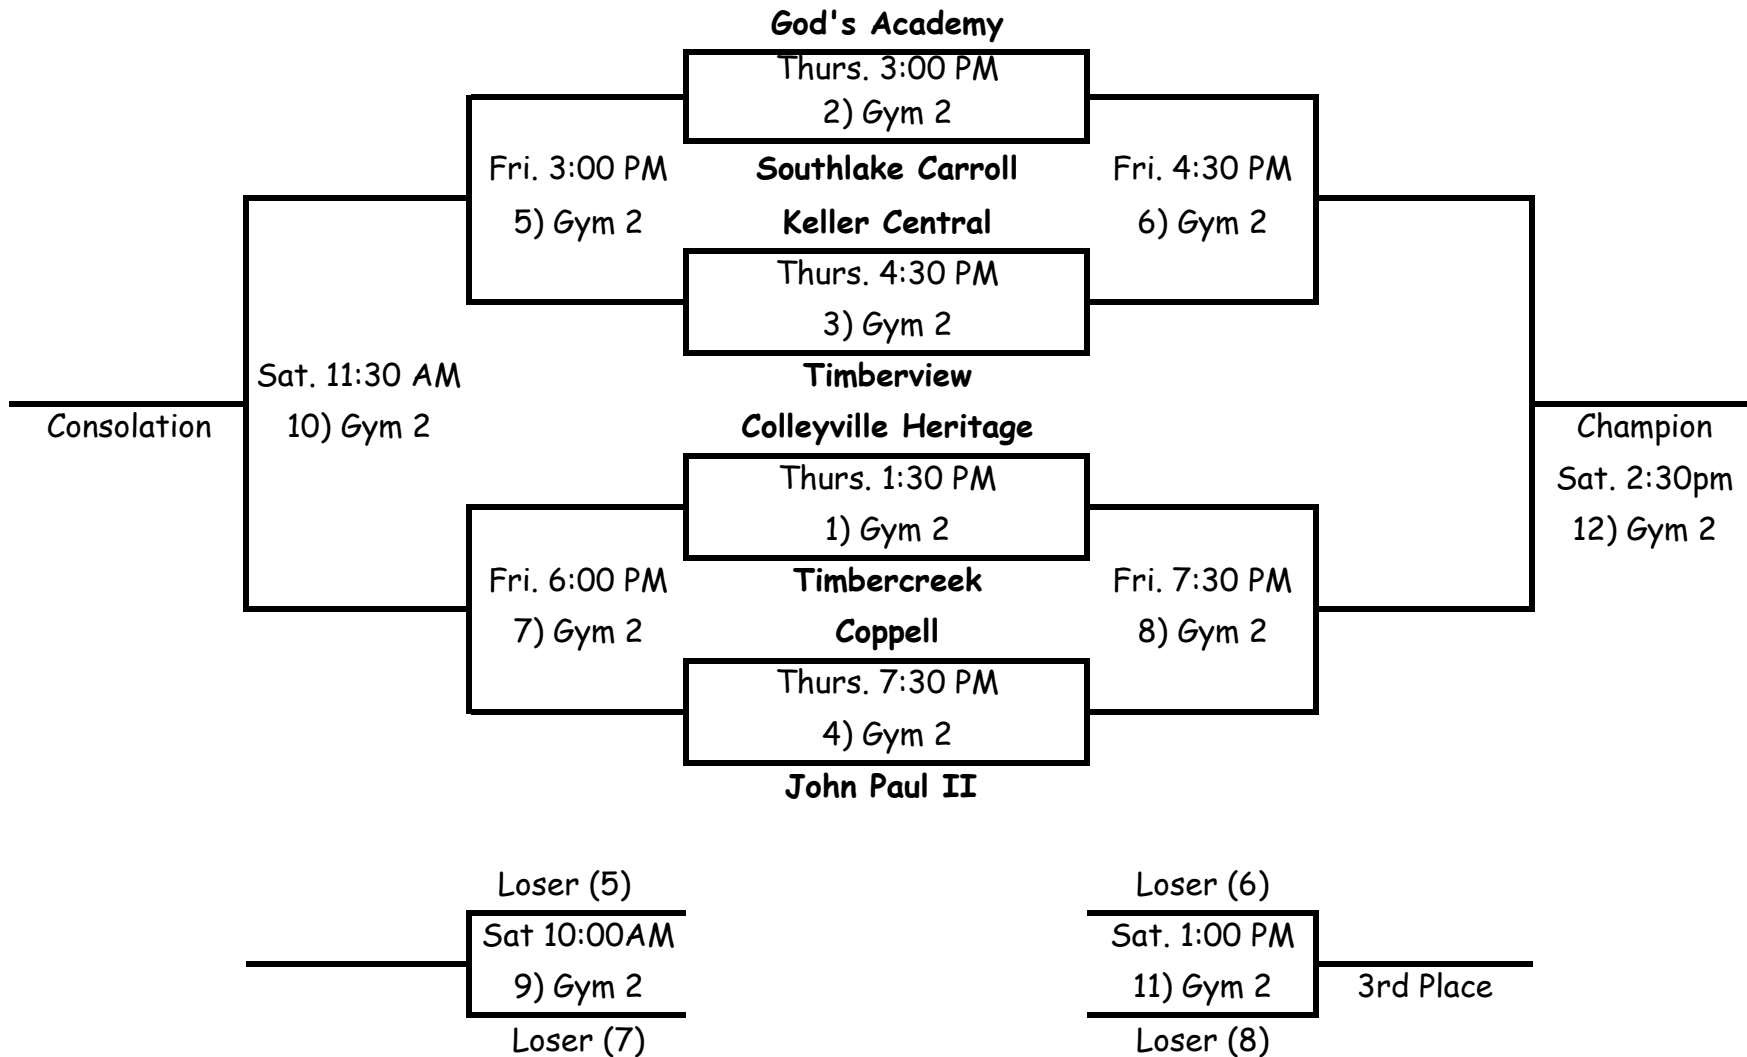 God's Academy
Thurs. 3:00 PM
2) Gym 2
Fri. 3:00 PM
Southlake Carroll
Fri. 4:30 PM
5) Gym 2
Keller Central
6) Gym 2
Thurs. 4:30 PM
3) Gym 2
Sat. 11:30 AM
Timberview
Consolation
10) Gym 2
Colleyville Heritage
Champion
Thurs. 1:30 PM
Sat. 2:30pm
1) Gym 2
12) Gym 2
Fri. 6:00 PM
Timbercreek
Fri. 7:30 PM
7) Gym 2
Coppell
8) Gym 2
Thurs. 7:30 PM
4) Gym 2
John Paul II
Loser (5)
Loser (6)
Sat 10:00AM
Sat. 1:00 PM
9) Gym 2
11) Gym 2
3rd Place
Loser (7)
Loser (8)